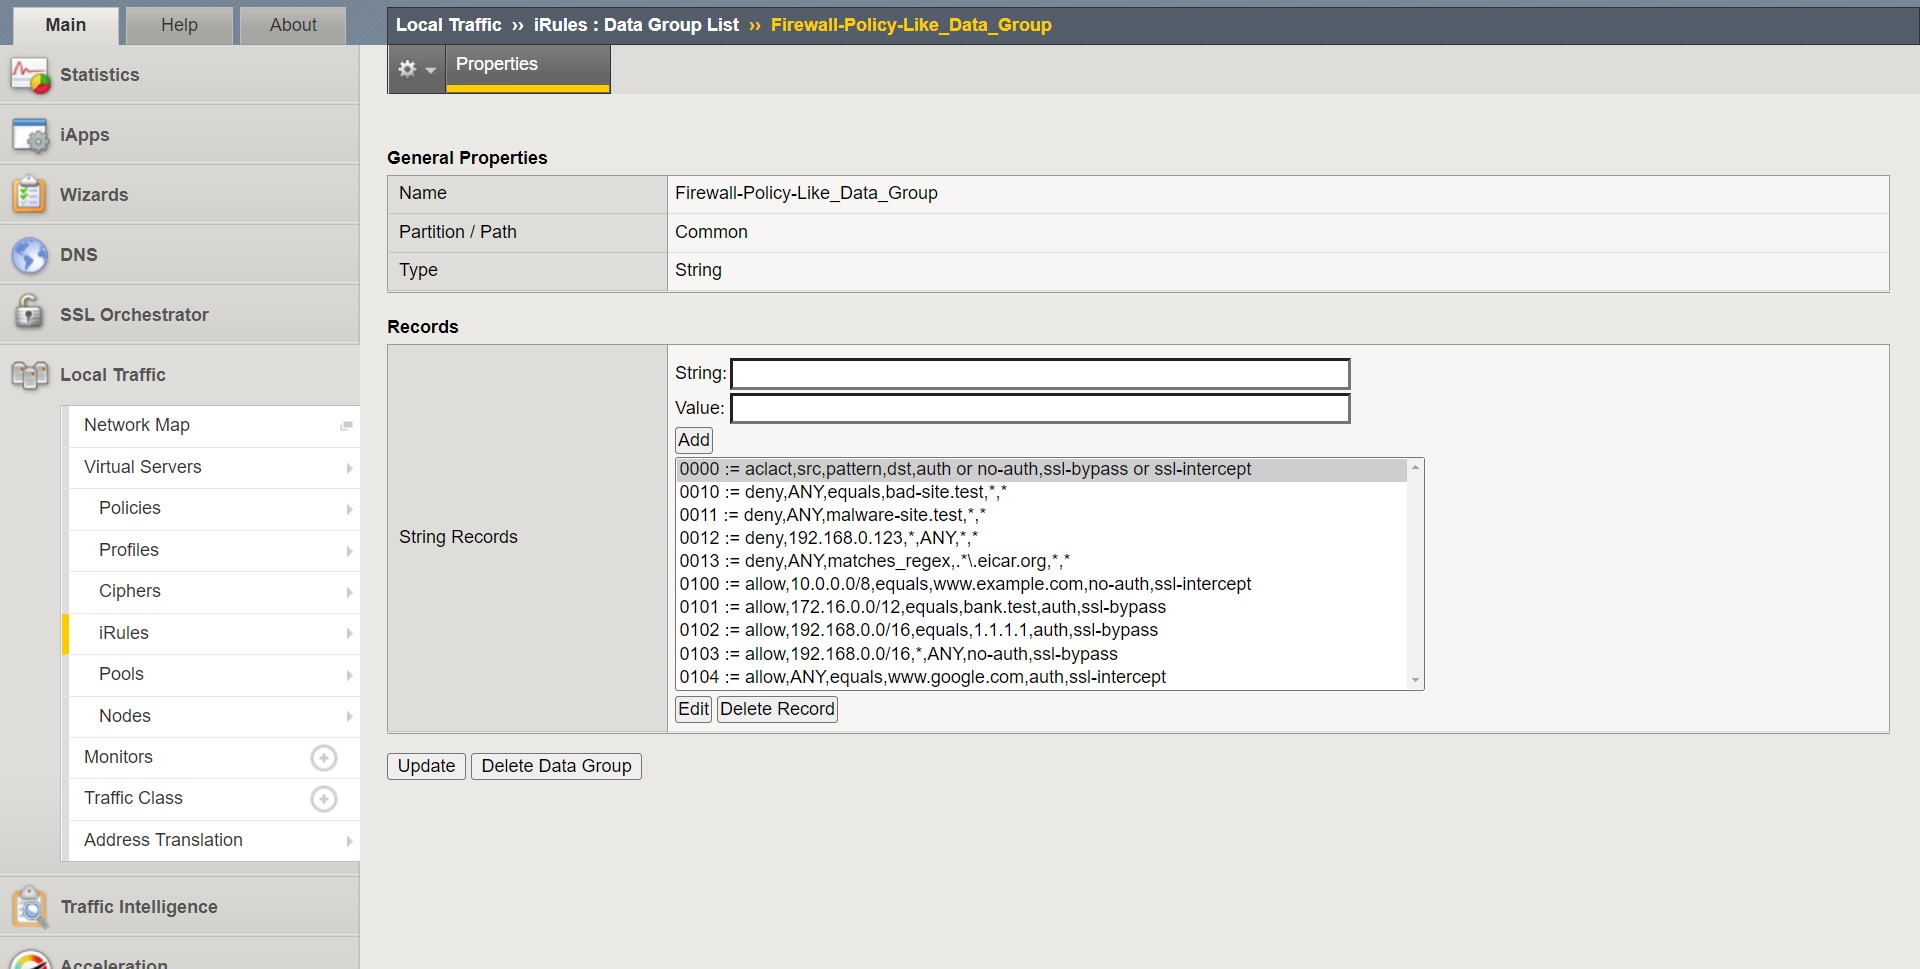 Main
Help
About
Local Traffic ›› iRules : Data Group List ›› Firewall-Policy-Like_Data_Group
Properties
Statistics
iApps
Wizards
DNS
SSL Orchestrator
Local Traffic
Network Map
Virtual Servers
Policies
Profiles
Ciphers
iRules
Pools
Nodes
Monitors
Traffic Class
Address Translation
Traffic Intelligence
Acceleration
General Properties
Name
Firewall-Policy-Like_Data_Group
Partition / Path
Common
Type
String
Records
String Records
String:
Value:
Add
0000 := aclact,src,pattern,dst,auth or no-auth,ssl-bypass or ssl-intercept
0010 := deny,ANY,equals,bad-site.test,*,*
0011 := deny,ANY,malware-site.test,*,*
0012 := deny,192.168.0.123,*,ANY,*,*
0013 := deny,ANY,matches_regex,.*\.eicar.org,*,*
0100 := allow,10.0.0.0/8,equals,www.example.com,no-auth,ssl-intercept
0101 := allow,172.16.0.0/12,equals,bank.test,auth,ssl-bypass
0102 := allow,192.168.0.0/16,equals,1.1.1.1,auth,ssl-bypass
0103 := allow,192.168.0.0/16,*,ANY,no-auth,ssl-bypass
0104 := allow,ANY,equals,www.google.com,auth,ssl-intercept
Edit
Delete Record
Update
Delete Data Group